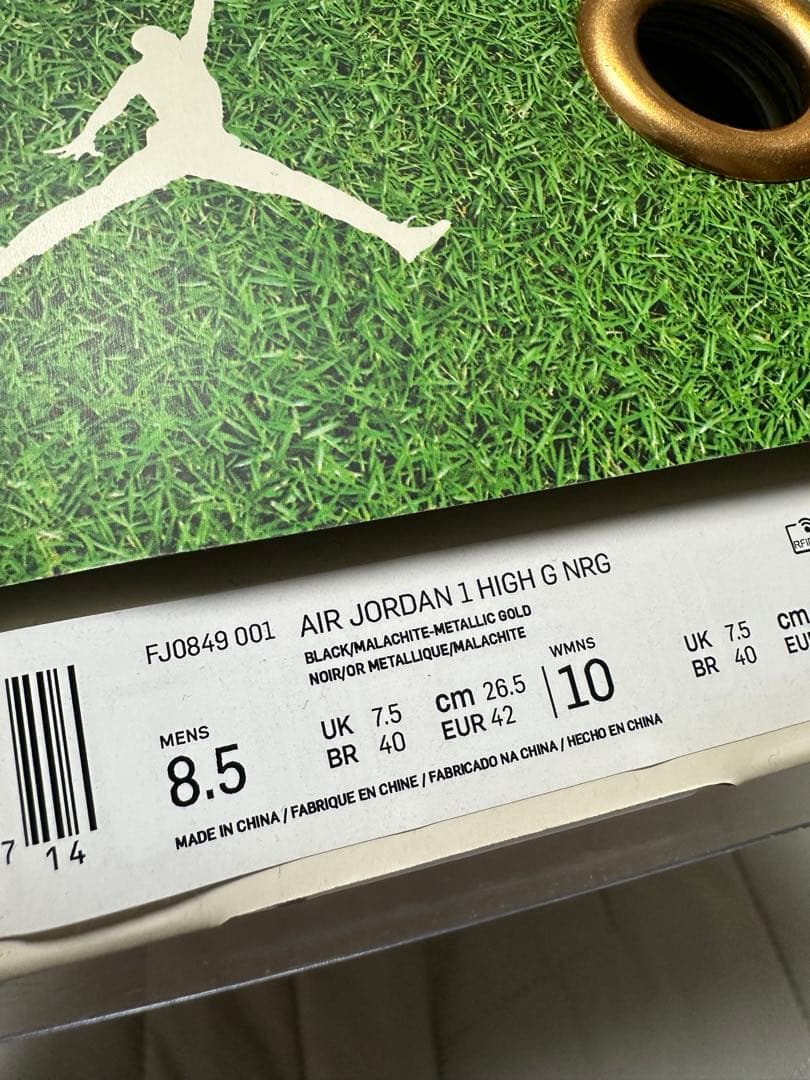 FJ0849 001 AIR JORDAN 1 HIGH G NRG
BLACK/MALACHITE-METALLIC GOLD
NOIR/OR METALLIQUE/MALACHITE
MENS
8.5
UK 7.5
BR 40
cm 26.5
EUR 42
WMNS
10
UK 7.5
BR 40
cm
EU
MADE IN CHINA / FABRIQUE EN CHINE / FABRICADO NA CHINA / HECHO EN CHINA
7 14